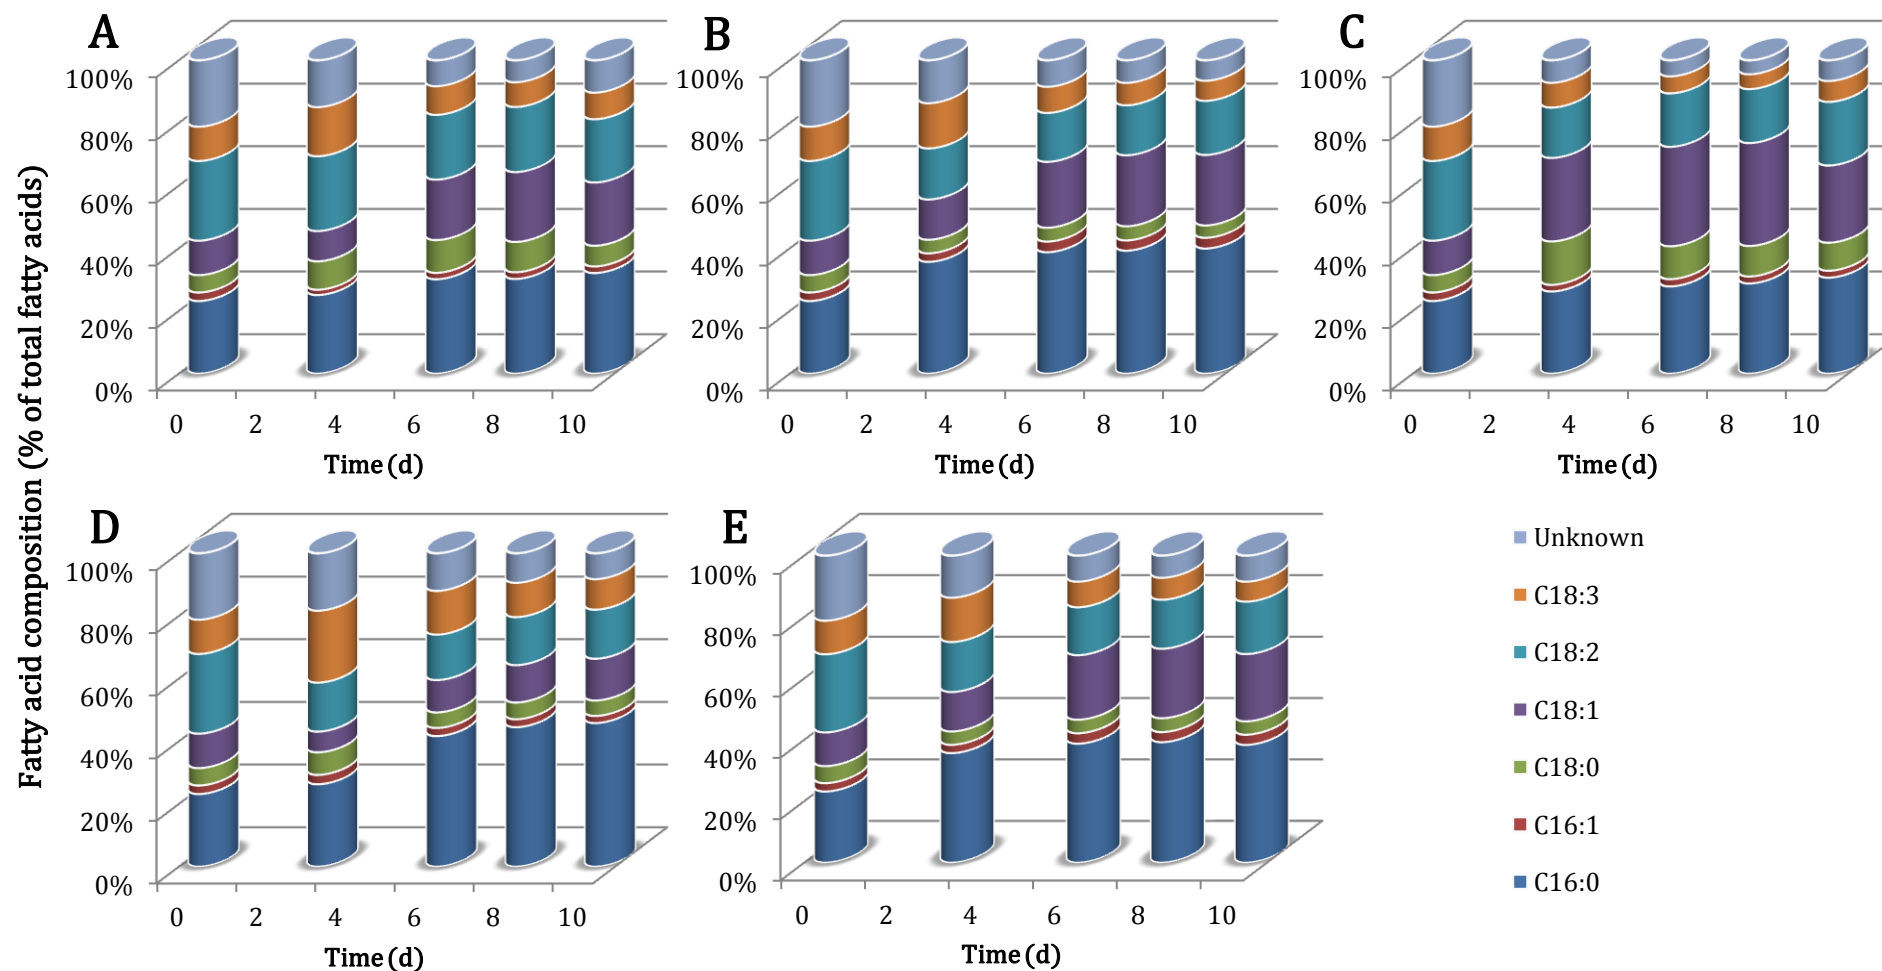 Fatty acid composition (% of total fatty acids)
A
100%
80%
60%
40%
20%
0%
0 2 4 6 8 10
Time (d)
B
100%
80%
60%
40%
20%
0%
0 2 4 6 8 10
Time (d)
C
100%
80%
60%
40%
20%
0%
0 2 4 6 8 10
Time (d)
D
100%
80%
60%
40%
20%
0%
0 2 4 6 8 10
Time (d)
E
100%
80%
60%
40%
20%
0%
0 2 4 6 8 10
Time (d)
Unknown
C18:3
C18:2
C18:1
C18:0
C16:1
C16:0